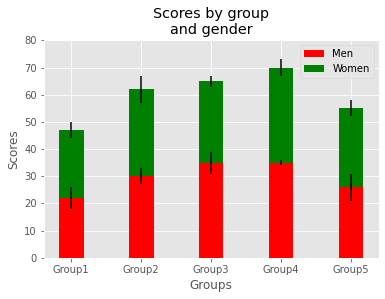 Scores by group
and gender
Men
Women
80
70
60
50
40
30
20
10
0
Scores
Group1 Group2 Group3 Group4 Group5
Groups